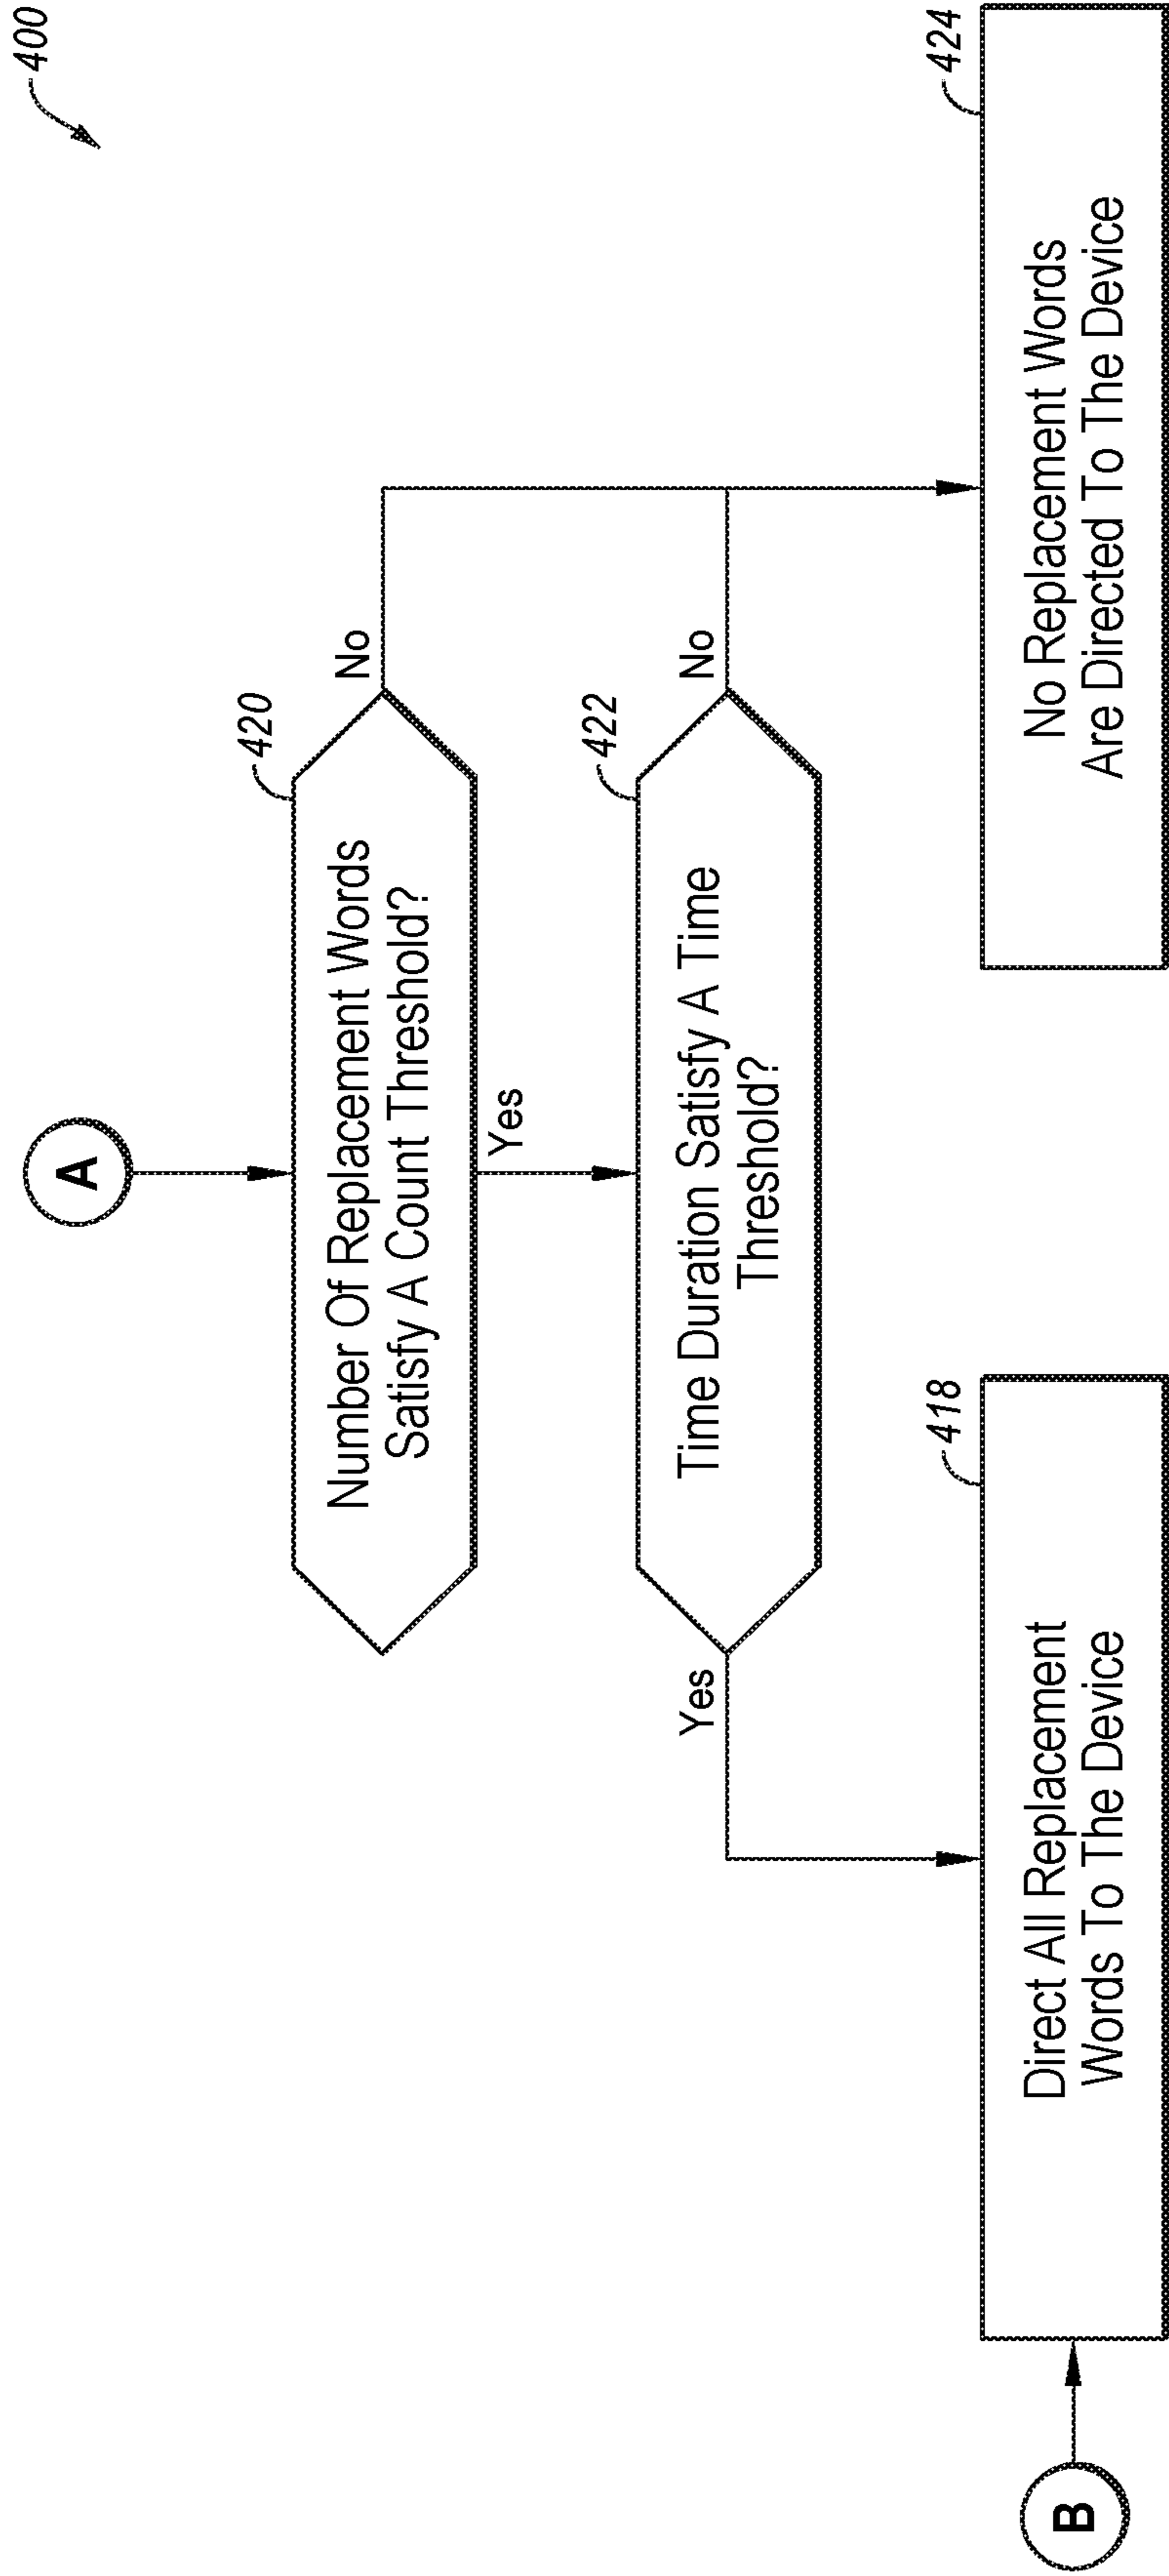 400
A
420
Number Of Replacement Words
Satisfy A Count Threshold?
No
Yes
422
Time Duration Satisfy A Time
Threshold?
Yes
No
418
Direct All Replacement
Words To The Device
424
No Replacement Words
Are Directed To The Device
B